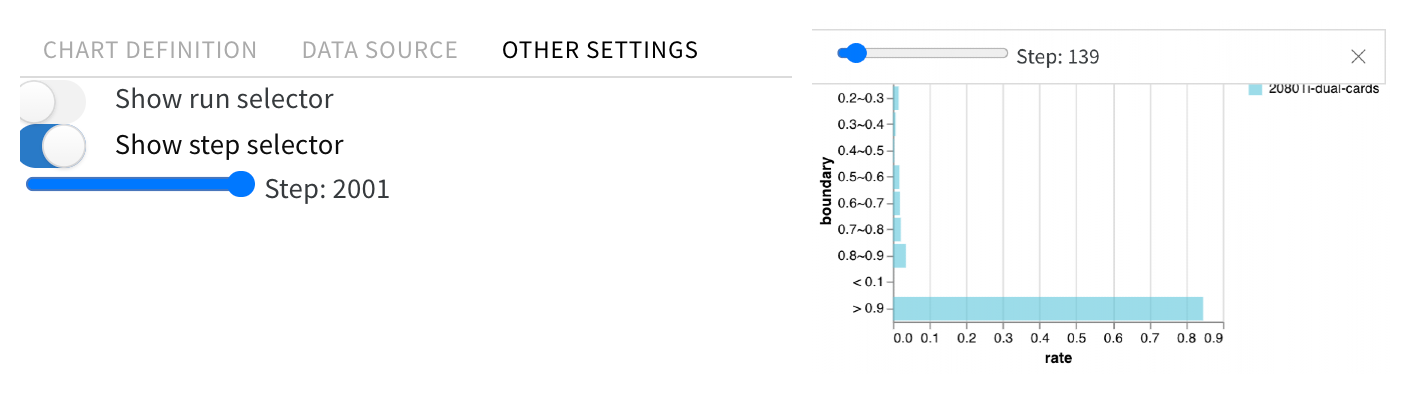 CHART DEFINITION DATA SOURCE OTHER SETTINGS
Show run selector
Show step selector
Step: 2001
Step: 139
2080Ti-dual-cards
boundary
0.2~0.3
0.3~0.4
0.4~0.5
0.5~0.6
0.6~0.7
0.7~0.8
0.8~0.9
< 0.1
> 0.9
0.0 0.1 0.2 0.3 0.4 0.5 0.6 0.7 0.8 0.9
rate